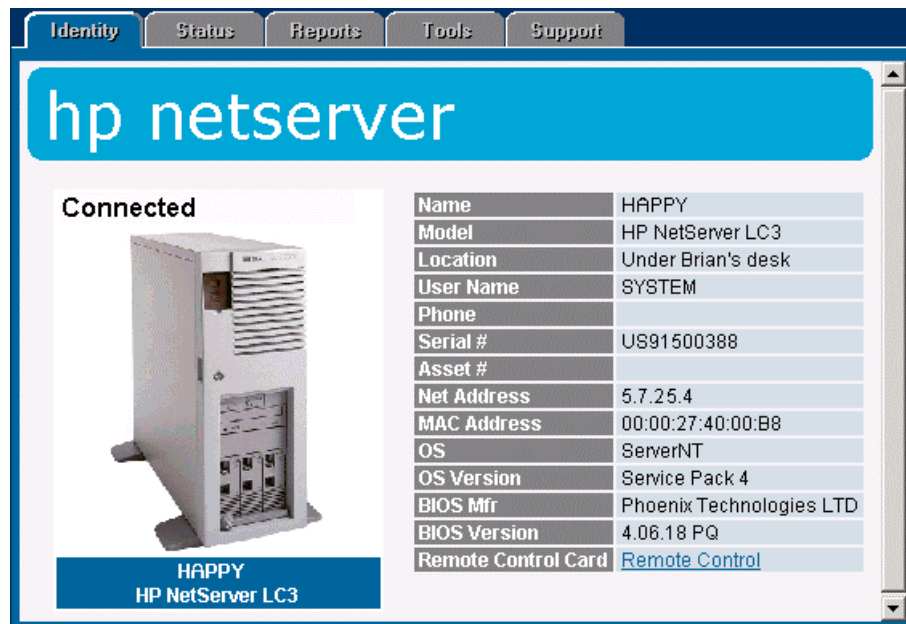 Identity Status Reports Tools Support
hp netserver
Connected
Name HAPPY
Model HP NetServer LC3
Location Under Brian's desk
User Name SYSTEM
Phone
Serial # US91500388
Asset #
Net Address 5.7.25.4
MAC Address 00:00:27:40:00:B8
OS ServerNT
OS Version Service Pack 4
BIOS Mfr Phoenix Technologies LTD
BIOS Version 4.06.18 PQ
Remote Control Card Remote Control
HAPPY
HP NetServer LC3